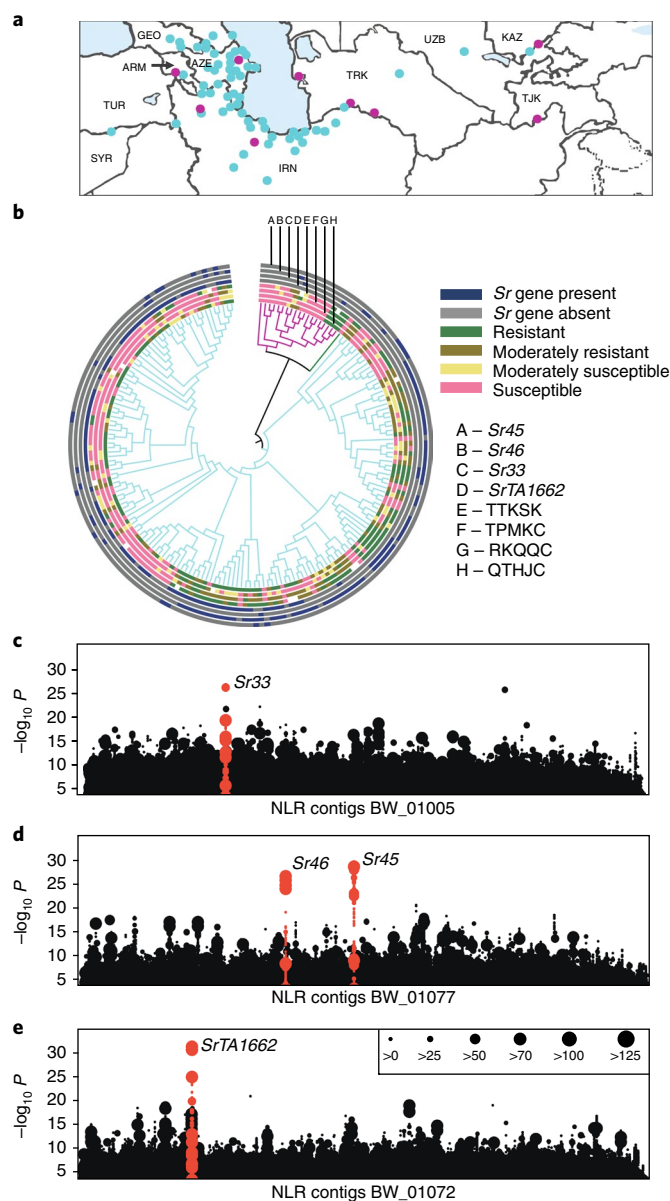 a
GEO
ARM
AZE
TUR
SYR
IRN
TRK
UZB
KAZ
TJK
b
A B C D E F G H
Sr gene present
Sr gene absent
Resistant
Moderately resistant
Moderately susceptible
Susceptible
A – Sr45
B – Sr46
C – Sr33
D – SrTA1662
E – TTKSK
F – TPMKC
G – RKQQC
H – QTHJC
c
–log10 P
30
25
20
15
10
5
Sr33
NLR contigs BW_01005
d
–log10 P
30
25
20
15
10
5
Sr46
Sr45
NLR contigs BW_01077
e
–log10 P
30
25
20
15
10
5
SrTA1662
>0 >25 >50 >70 >100 >125
NLR contigs BW_01072